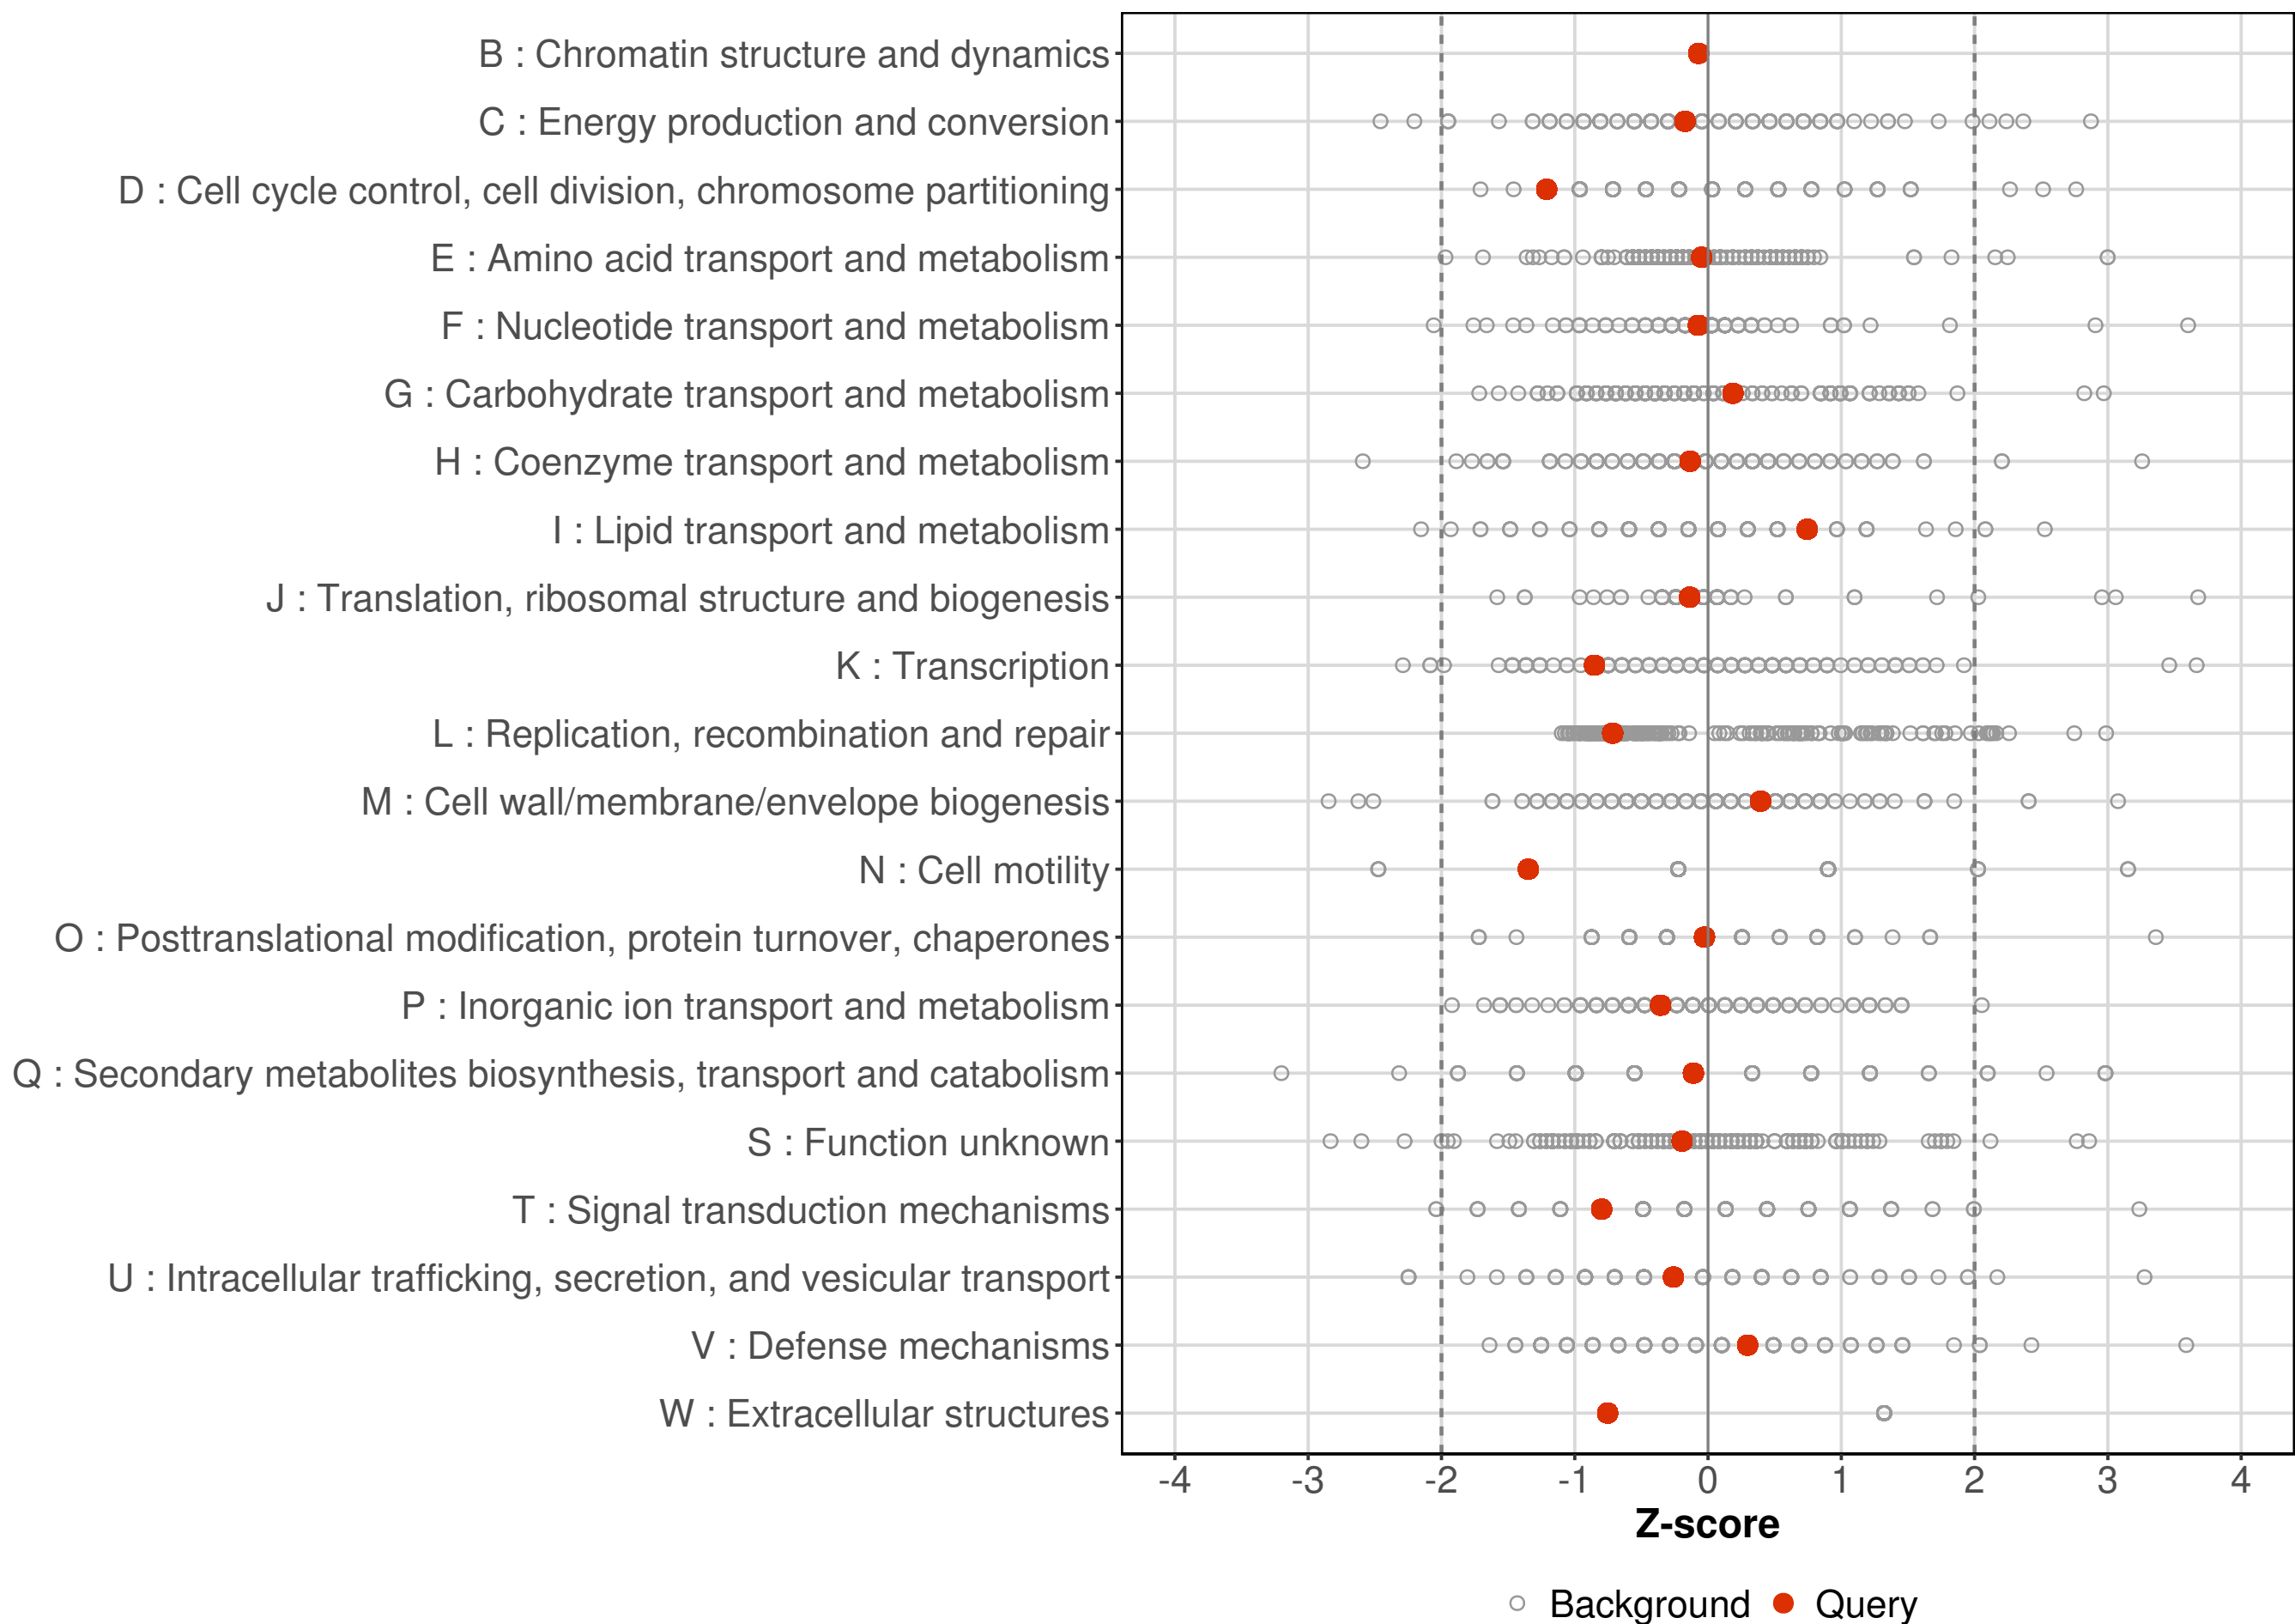 B : Chromatin structure and dynamics
C : Energy production and conversion
D : Cell cycle control, cell division, chromosome partitioning
E : Amino acid transport and metabolism
F : Nucleotide transport and metabolism
G : Carbohydrate transport and metabolism
H : Coenzyme transport and metabolism
I : Lipid transport and metabolism
J : Translation, ribosomal structure and biogenesis
K : Transcription
L : Replication, recombination and repair
M : Cell wall/membrane/envelope biogenesis
N : Cell motility
O : Posttranslational modification, protein turnover, chaperones
P : Inorganic ion transport and metabolism
Q : Secondary metabolites biosynthesis, transport and catabolism
S : Function unknown
T : Signal transduction mechanisms
U : Intracellular trafficking, secretion, and vesicular transport
V : Defense mechanisms
W : Extracellular structures
-4 -3 -2 -1 0 1 2 3 4
Z-score
Background Query